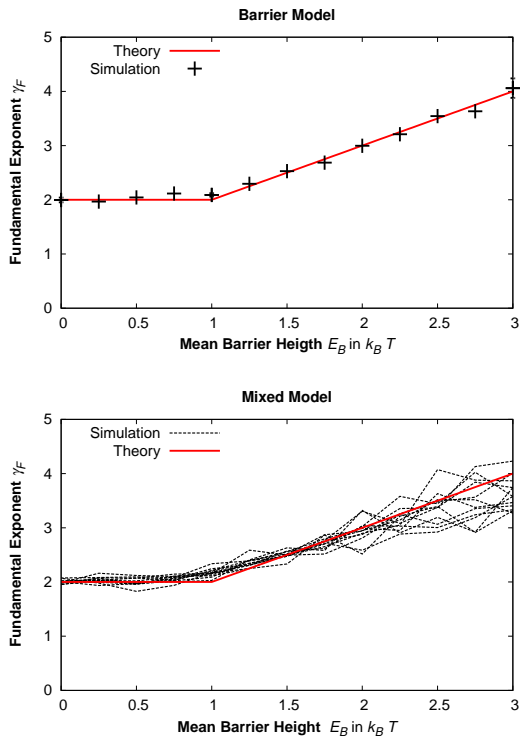 Barrier Model
Fundamental Exponent γF
5
4
3
2
1
0
Theory
Simulation
0 0.5 1 1.5 2 2.5 3
Mean Barrier Heigth EB in kB T
Mixed Model
Fundamental Exponent γF
5
4
3
2
1
0
Simulation
Theory
0 0.5 1 1.5 2 2.5 3
Mean Barrier Height EB in kB T